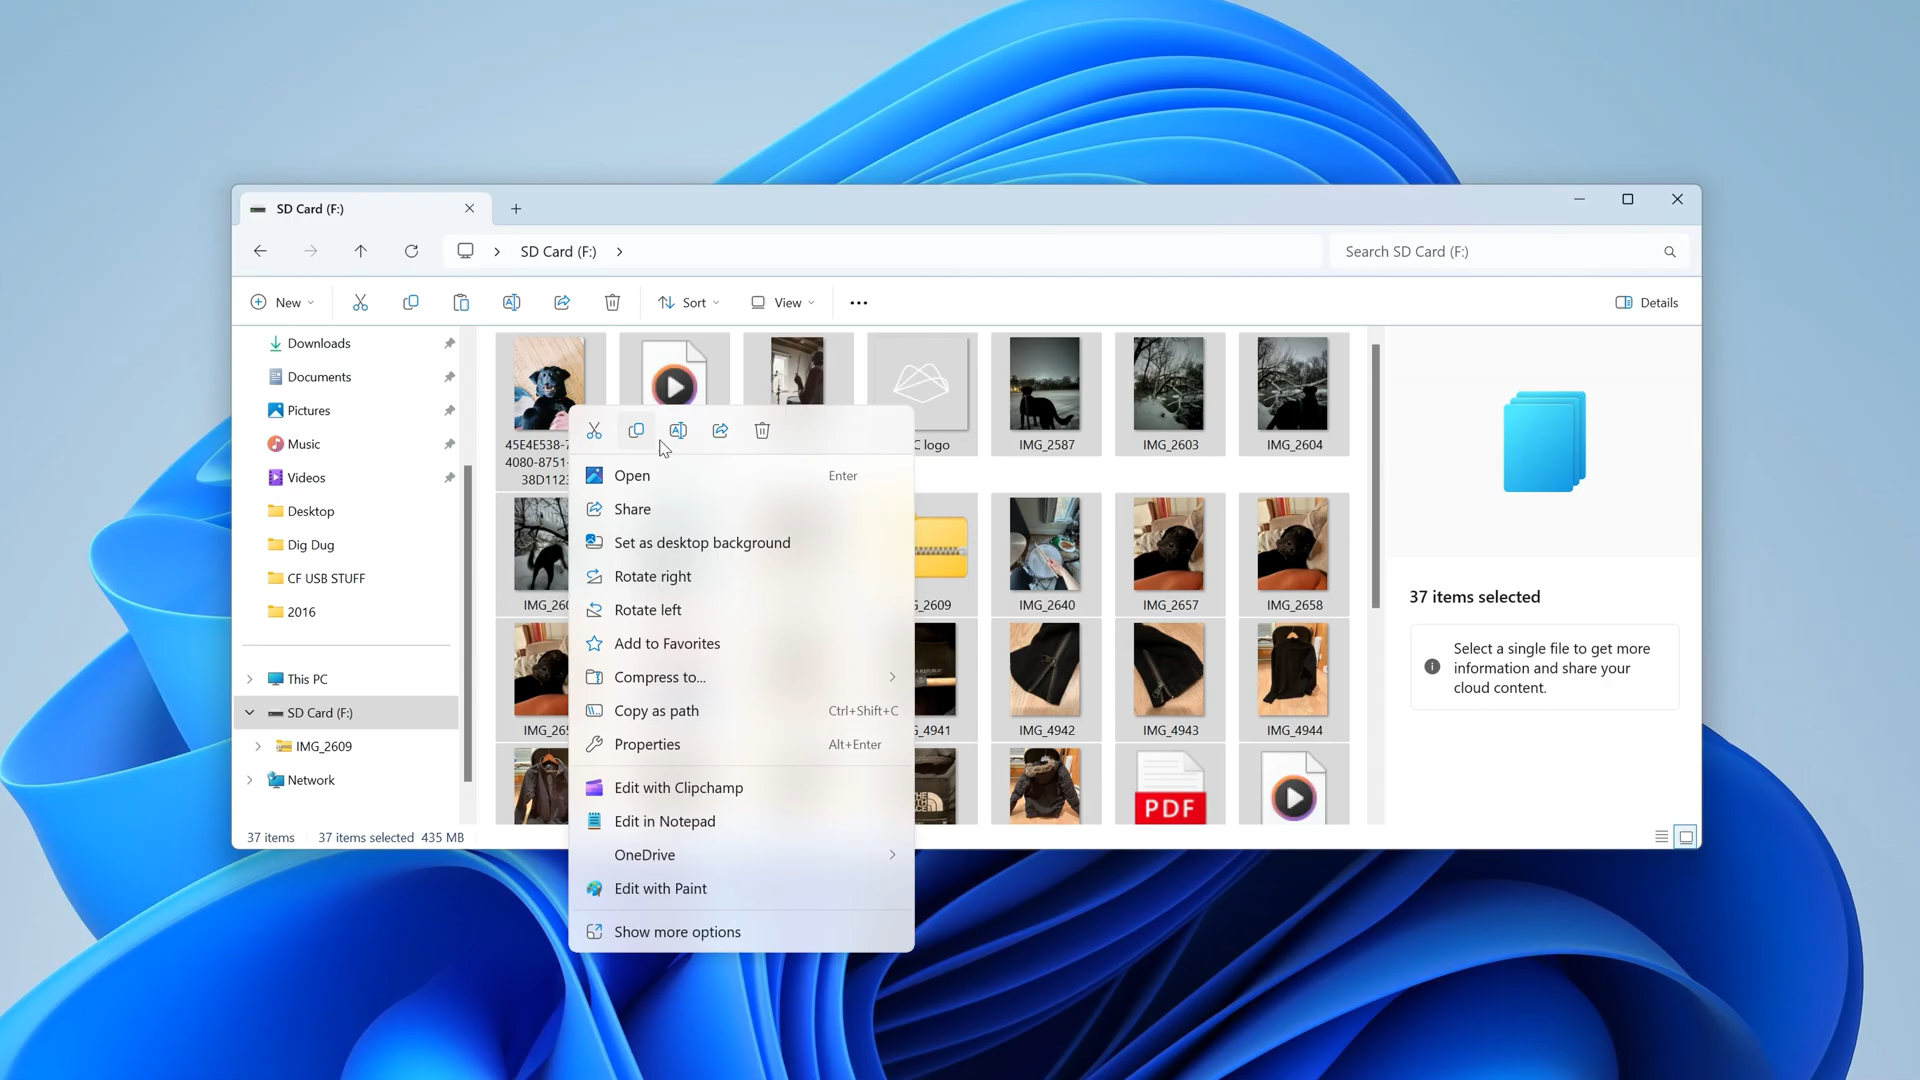 SD Card (F:)
SD Card (F:)
Search SD Card (F:)
New
Sort
View
Details
Downloads
Documents
Pictures
Music
Videos
Desktop
Dig Dug
CF USB STUFF
2016
This PC
SD Card (F:)
IMG_2609
Network
45E4E538-7
4080-8751-
38D1123
C logo
IMG_2587
IMG_2603
IMG_2604
IMG_260
_2609
IMG_2640
IMG_2657
IMG_2658
IMG_265
_4941
IMG_4942
IMG_4943
IMG_4944
PDF
Open Enter
Share
Set as desktop background
Rotate right
Rotate left
Add to Favorites
Compress to...
Copy as path Ctrl+Shift+C
Properties Alt+Enter
Edit with Clipchamp
Edit in Notepad
OneDrive
Edit with Paint
Show more options
37 items selected
Select a single file to get more
information and share your
cloud content.
37 items 37 items selected 435 MB